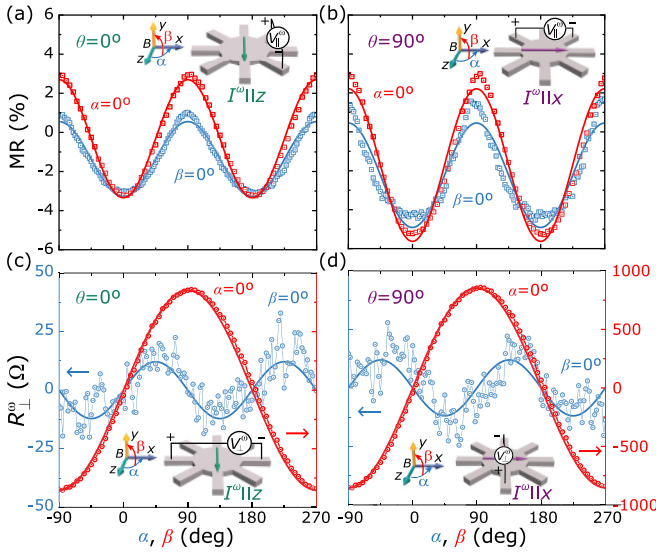 (a)
θ=0º
y
B
β
x
z
α
+
V∥ω
−
Iω||z
α=0º
β=0º
MR (%)
6
4
2
0
-2
-4
-6
(b)
θ=90º
y
B
β
x
z
α
+
V∥ω
−
Iω||x
α=0º
β=0º
(c)
θ=0º
α=0º
β=0º
R⊥ω (Ω)
50
25
0
-25
-50
y
B
β
x
z
α
+
V⊥ω
−
Iω||z
-90 0 90 180 270
α, β (deg)
(d)
θ=90º
α=0º
β=0º
1000
500
0
-500
-1000
y
B
β
x
z
α
−
V⊥ω
+
Iω||x
-90 0 90 180 270
α, β (deg)